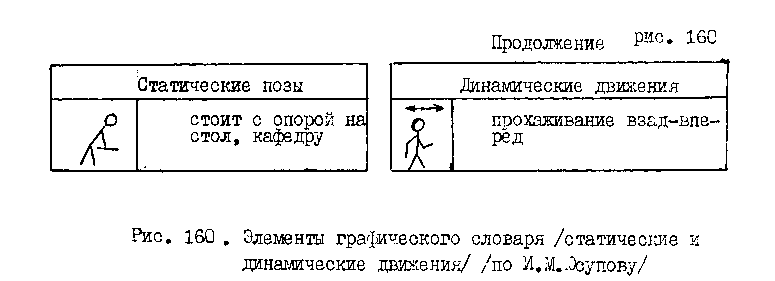 Продолжение рис. 160
Статические позы
стоит с опорой на
стол, кафедру
Динамические движения
прохаживание взад-впе-
рёд
Рис. 160. Элементы графического словаря /статические и
динамические движения/ /по И.М.Юсупову/